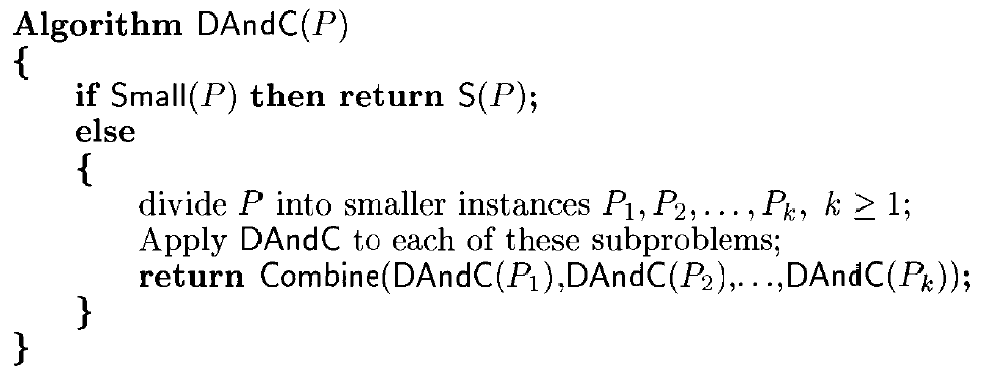 Algorithm DAndC(P)
{
if Small(P) then return S(P);
else
{
divide P into smaller instances P₁, P₂, . . . , Pₖ, k ≥ 1;
Apply DAndC to each of these subproblems;
return Combine(DAndC(P₁),DAndC(P₂),. . .,DAndC(Pₖ));
}
}